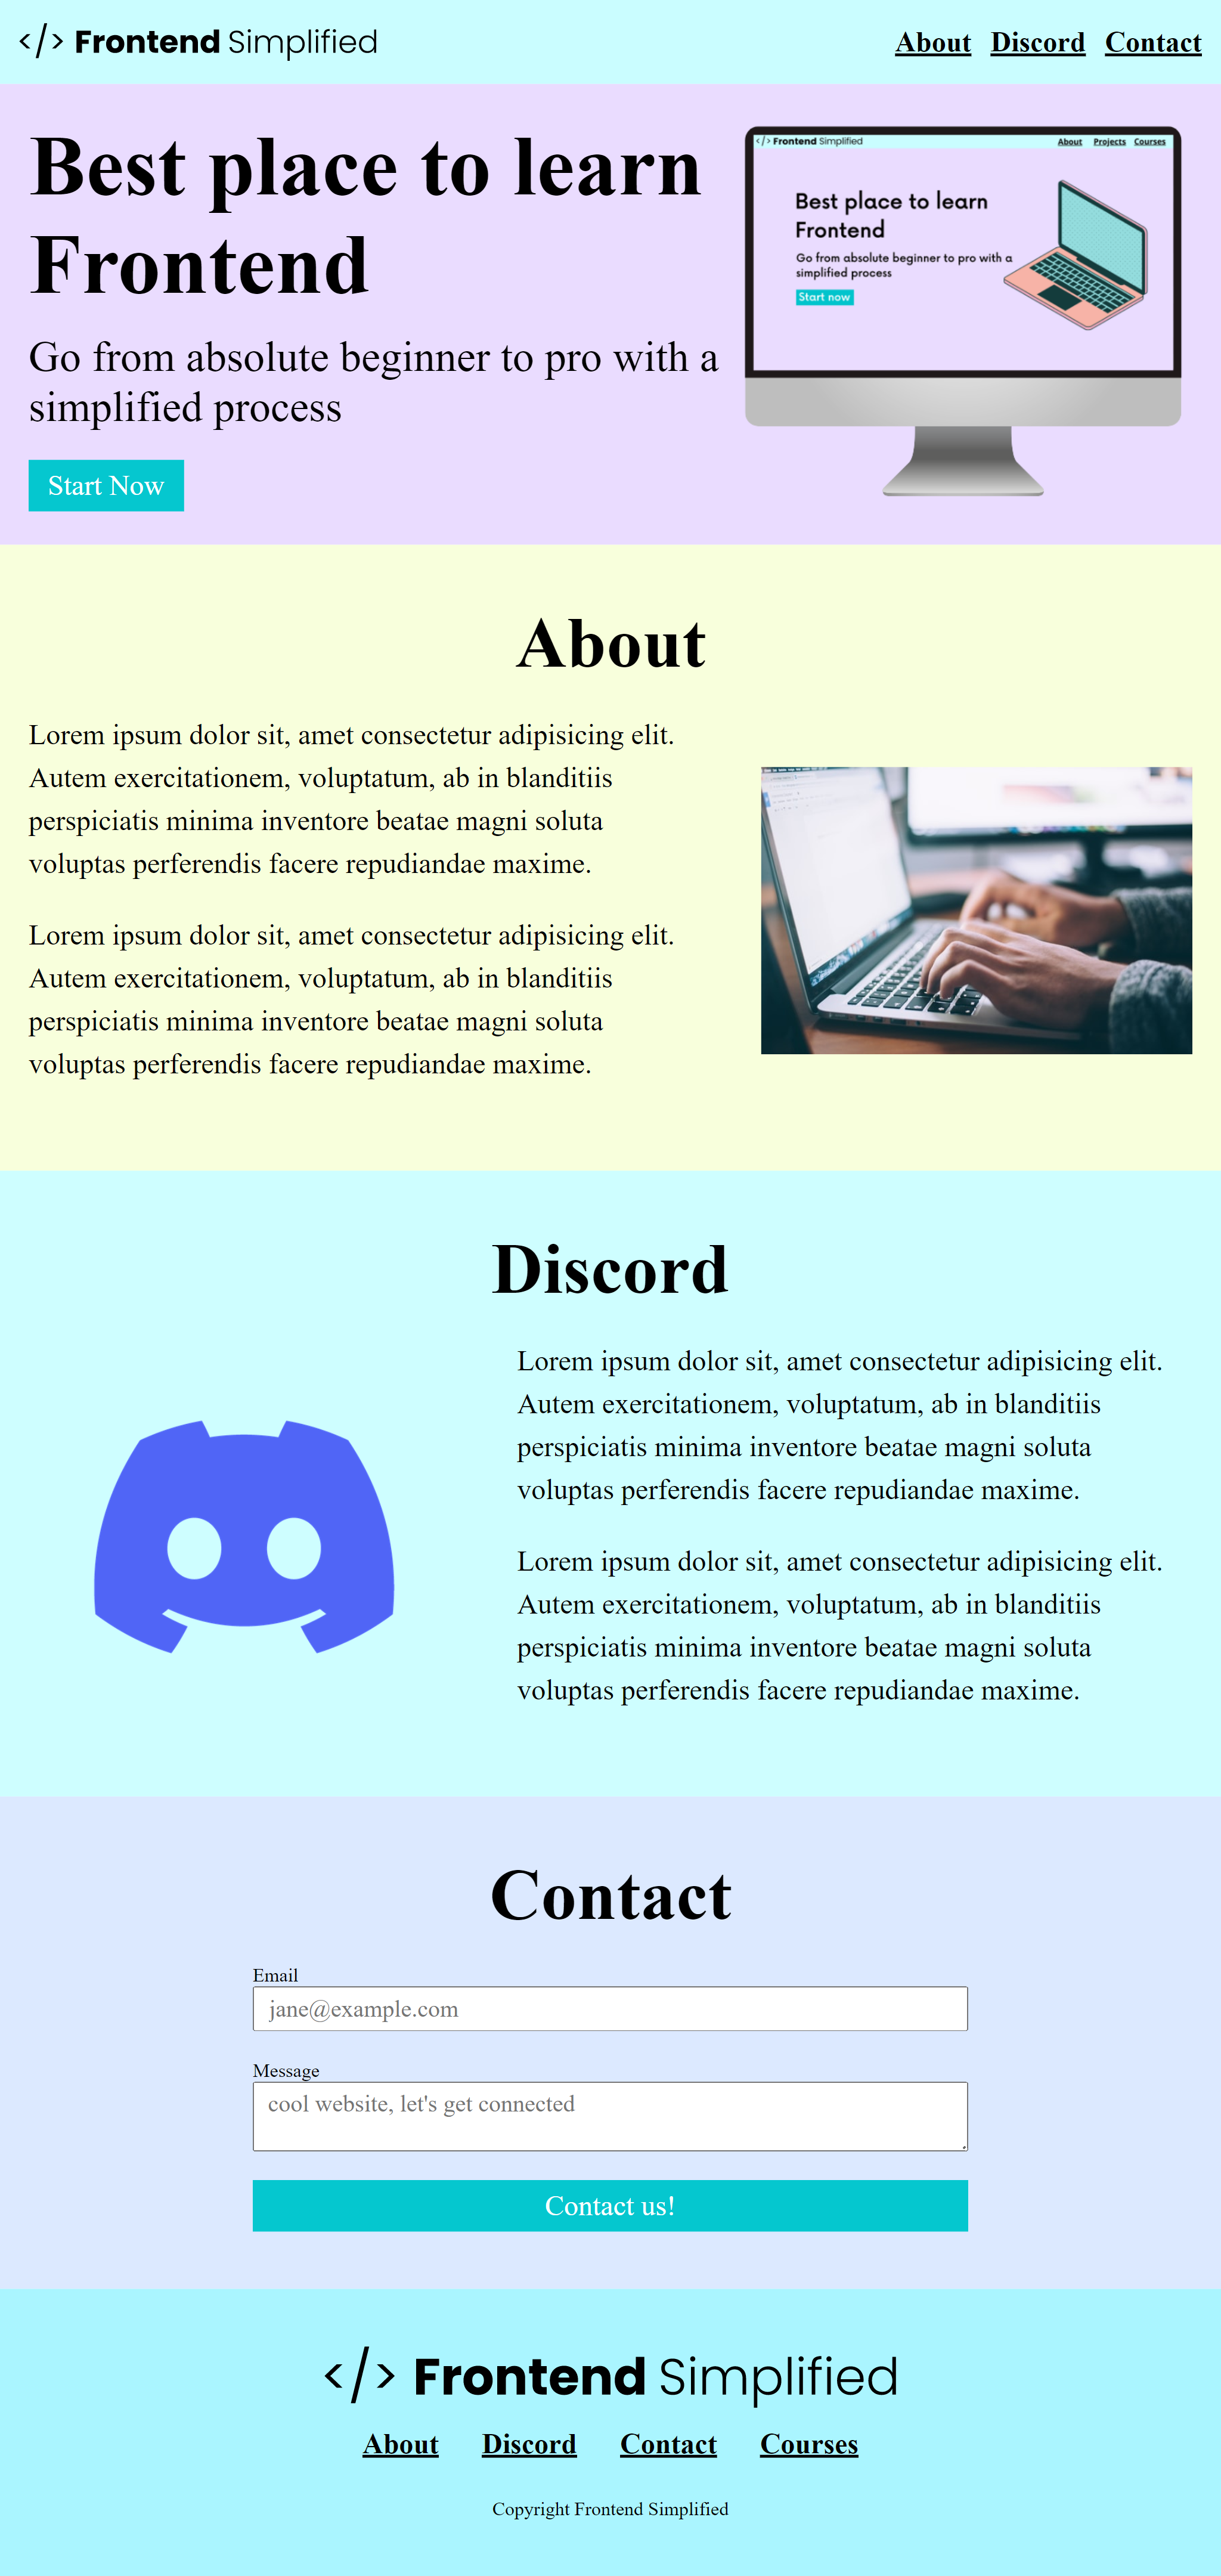 </> Frontend Simplified
About Discord Contact
Best place to learn
Frontend
Go from absolute beginner to pro with a
simplified process
Start Now
</> Frontend Simplified
About Projects Courses
Best place to learn
Frontend
Go from absolute beginner to pro with a
simplified process
Start now
About
Lorem ipsum dolor sit, amet consectetur adipisicing elit.
Autem exercitationem, voluptatum, ab in blanditiis
perspiciatis minima inventore beatae magni soluta
voluptas perferendis facere repudiandae maxime.
Lorem ipsum dolor sit, amet consectetur adipisicing elit.
Autem exercitationem, voluptatum, ab in blanditiis
perspiciatis minima inventore beatae magni soluta
voluptas perferendis facere repudiandae maxime.
Discord
Lorem ipsum dolor sit, amet consectetur adipisicing elit.
Autem exercitationem, voluptatum, ab in blanditiis
perspiciatis minima inventore beatae magni soluta
voluptas perferendis facere repudiandae maxime.
Lorem ipsum dolor sit, amet consectetur adipisicing elit.
Autem exercitationem, voluptatum, ab in blanditiis
perspiciatis minima inventore beatae magni soluta
voluptas perferendis facere repudiandae maxime.
Contact
Email
jane@example.com
Message
cool website, let's get connected
Contact us!
</> Frontend Simplified
About Discord Contact Courses
Copyright Frontend Simplified